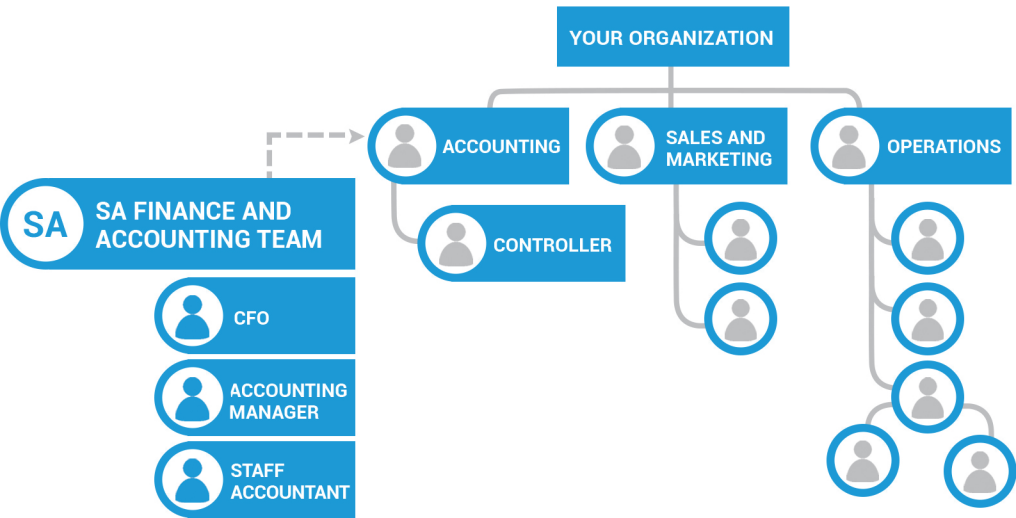 YOUR ORGANIZATION
ACCOUNTING
SALES AND
MARKETING
OPERATIONS
SA
SA FINANCE AND
ACCOUNTING TEAM
CONTROLLER
CFO
ACCOUNTING
MANAGER
STAFF
ACCOUNTANT